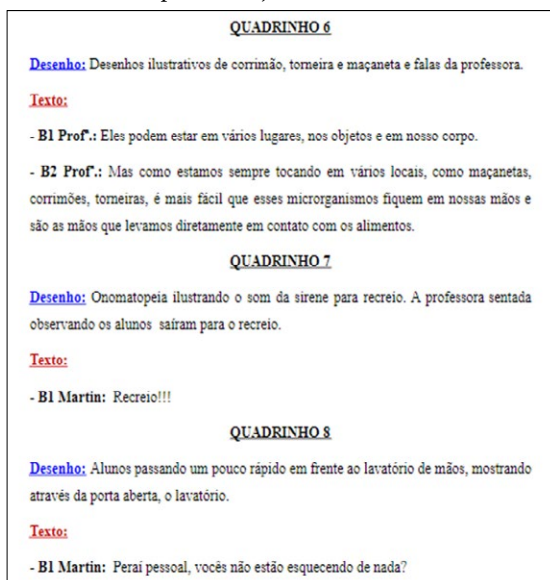 QUADRINHO 6
Desenho: Desenhos ilustrativos de corrimão, torneira e maçaneta e falas da professora.
Texto:
- B1 Profª.: Eles podem estar em vários lugares, nos objetos e em nosso corpo.
- B2 Profª.: Mas como estamos sempre tocando em vários locais, como maçanetas,
corrimões, torneiras, é mais fácil que esses microrganismos fiquem em nossas mãos e
são as mãos que levamos diretamente em contato com os alimentos.
QUADRINHO 7
Desenho: Onomatopeia ilustrando o som da sirene para recreio. A professora sentada
observando os alunos saíram para o recreio.
Texto:
- B1 Martin: Recreio!!!
QUADRINHO 8
Desenho: Alunos passando um pouco rápido em frente ao lavatório de mãos, mostrando
através da porta aberta, o lavatório.
Texto:
- B1 Martin: Peraí pessoal, vocês não estão esquecendo de nada?